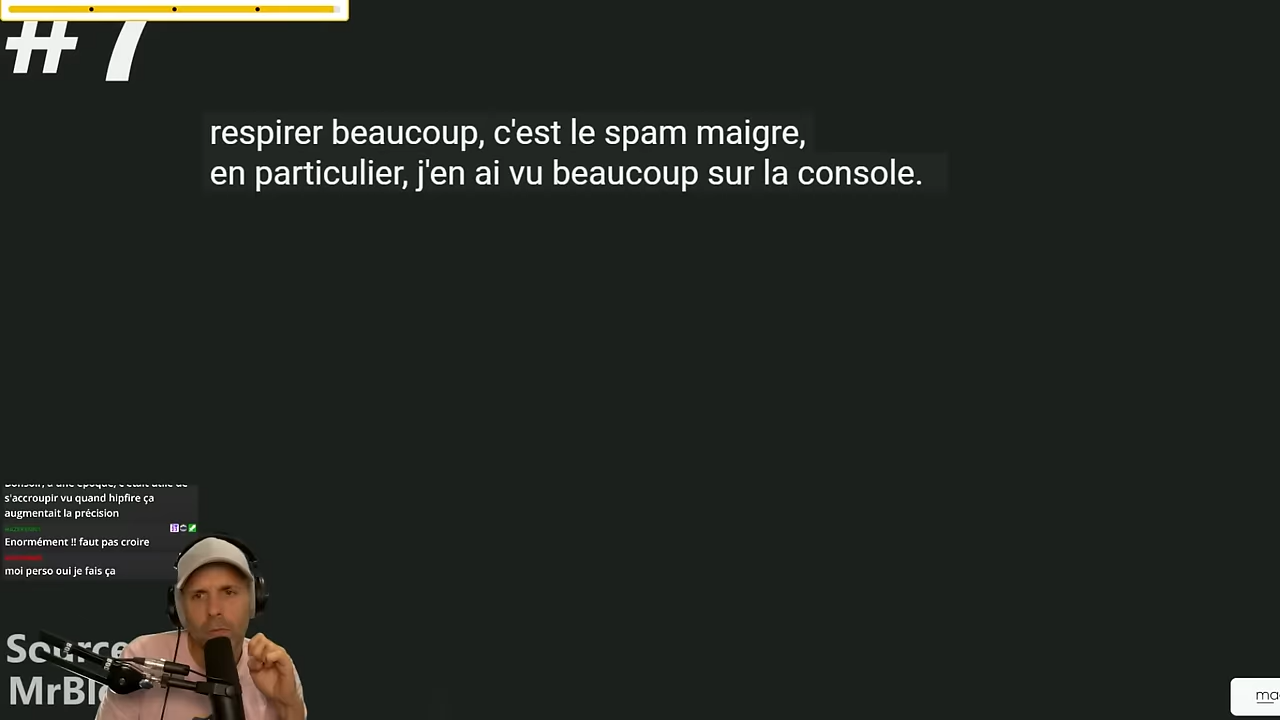 #7
respirer beaucoup, c'est le spam maigre,
en particulier, j'en ai vu beaucoup sur la console.
s'accroupir vu quand hipfire ça
augmentait la précision
Enormément !! faut pas croire
moi perso oui je fais ça
Source
MrBl